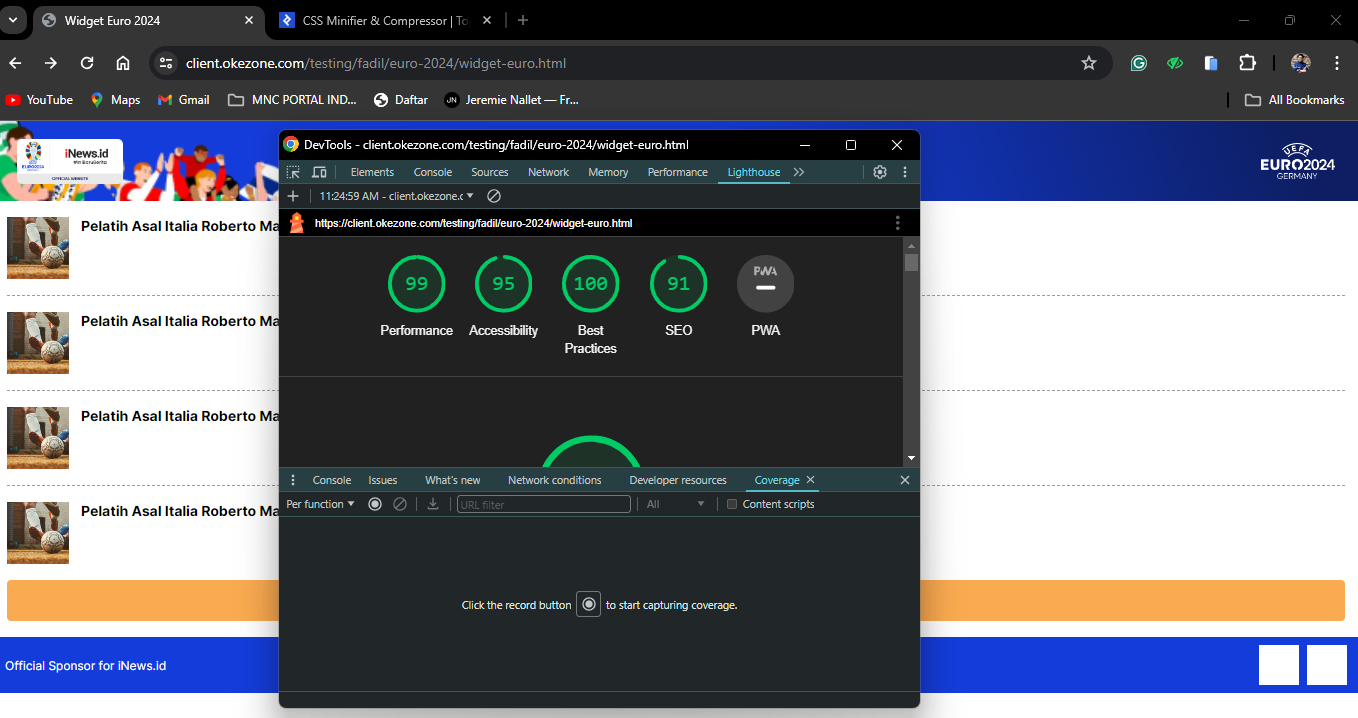 Widget Euro 2024
CSS Minifier & Compressor | To
client.okezone.com/testing/fadil/euro-2024/widget-euro.html
YouTube
Maps
Gmail
MNC PORTAL IND...
Daftar
JN
Jeremie Nallet — Fr...
All Bookmarks
EURO2024
iNews.id
OFFICIAL WEBSITE
UEFA
EURO2024
GERMANY
DevTools - client.okezone.com/testing/fadil/euro-2024/widget-euro.html
Elements
Console
Sources
Network
Memory
Performance
Lighthouse
11:24:59 AM - client.okezone.c
https://client.okezone.com/testing/fadil/euro-2024/widget-euro.html
99
95
100
91
PWA
Performance
Accessibility
Best
Practices
SEO
PWA
Pelatih Asal Italia Roberto Ma
Pelatih Asal Italia Roberto Ma
Pelatih Asal Italia Roberto Ma
Pelatih Asal Italia Roberto Ma
Console
Issues
What's new
Network conditions
Developer resources
Coverage
Per function
URL filter
All
Content scripts
Click the record button
to start capturing coverage.
Official Sponsor for iNews.id